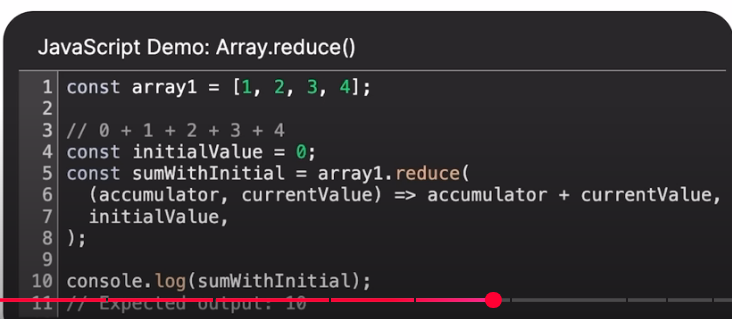 JavaScript Demo: Array.reduce()
1 const array1 = [1, 2, 3, 4];
2
3 // 0 + 1 + 2 + 3 + 4
4 const initialValue = 0;
5 const sumWithInitial = array1.reduce(
6   (accumulator, currentValue) => accumulator + currentValue,
7   initialValue,
8 );
9
10 console.log(sumWithInitial);
11 // Expected output: 10